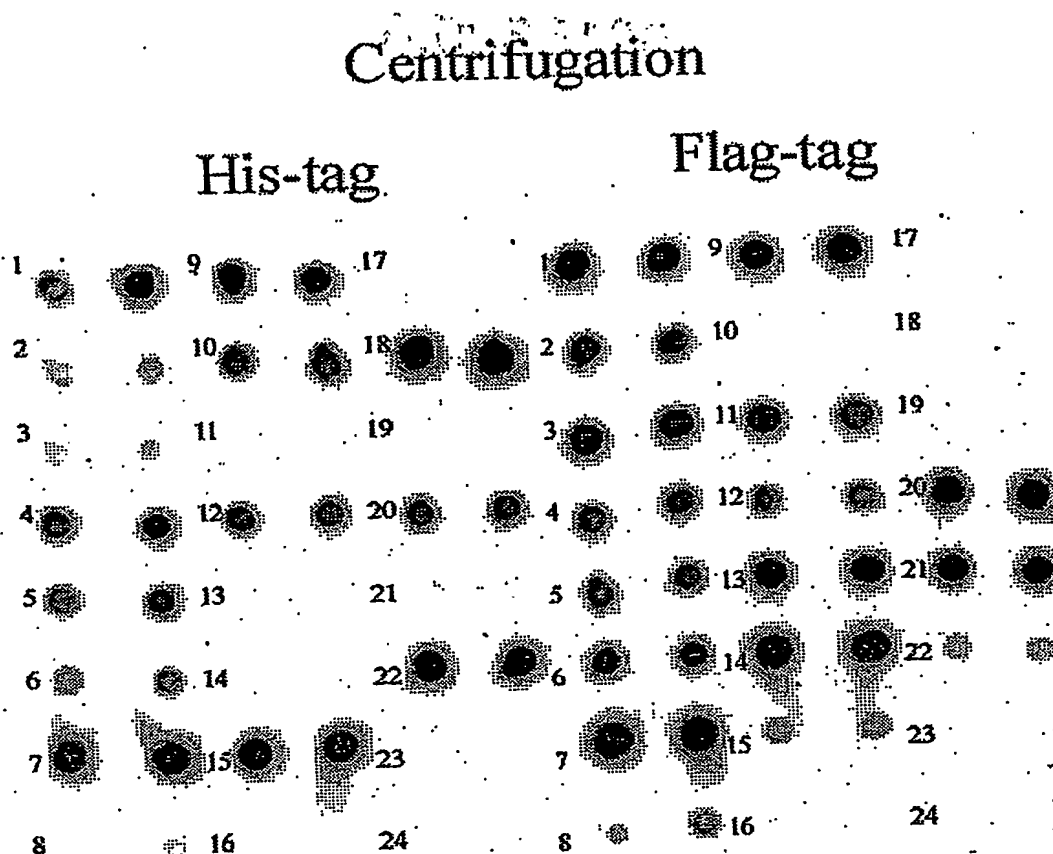 Centrifugation
His-tag Flag-tag
1 9 17 1 9 17
2 10 18 2 10 18
3 11 19 3 11 19
4 12 20 4 12 20
5 13 21 5 13 21
6 14 22 6 14 22
7 15 23 7 15 23
8 16 24 8 16 24